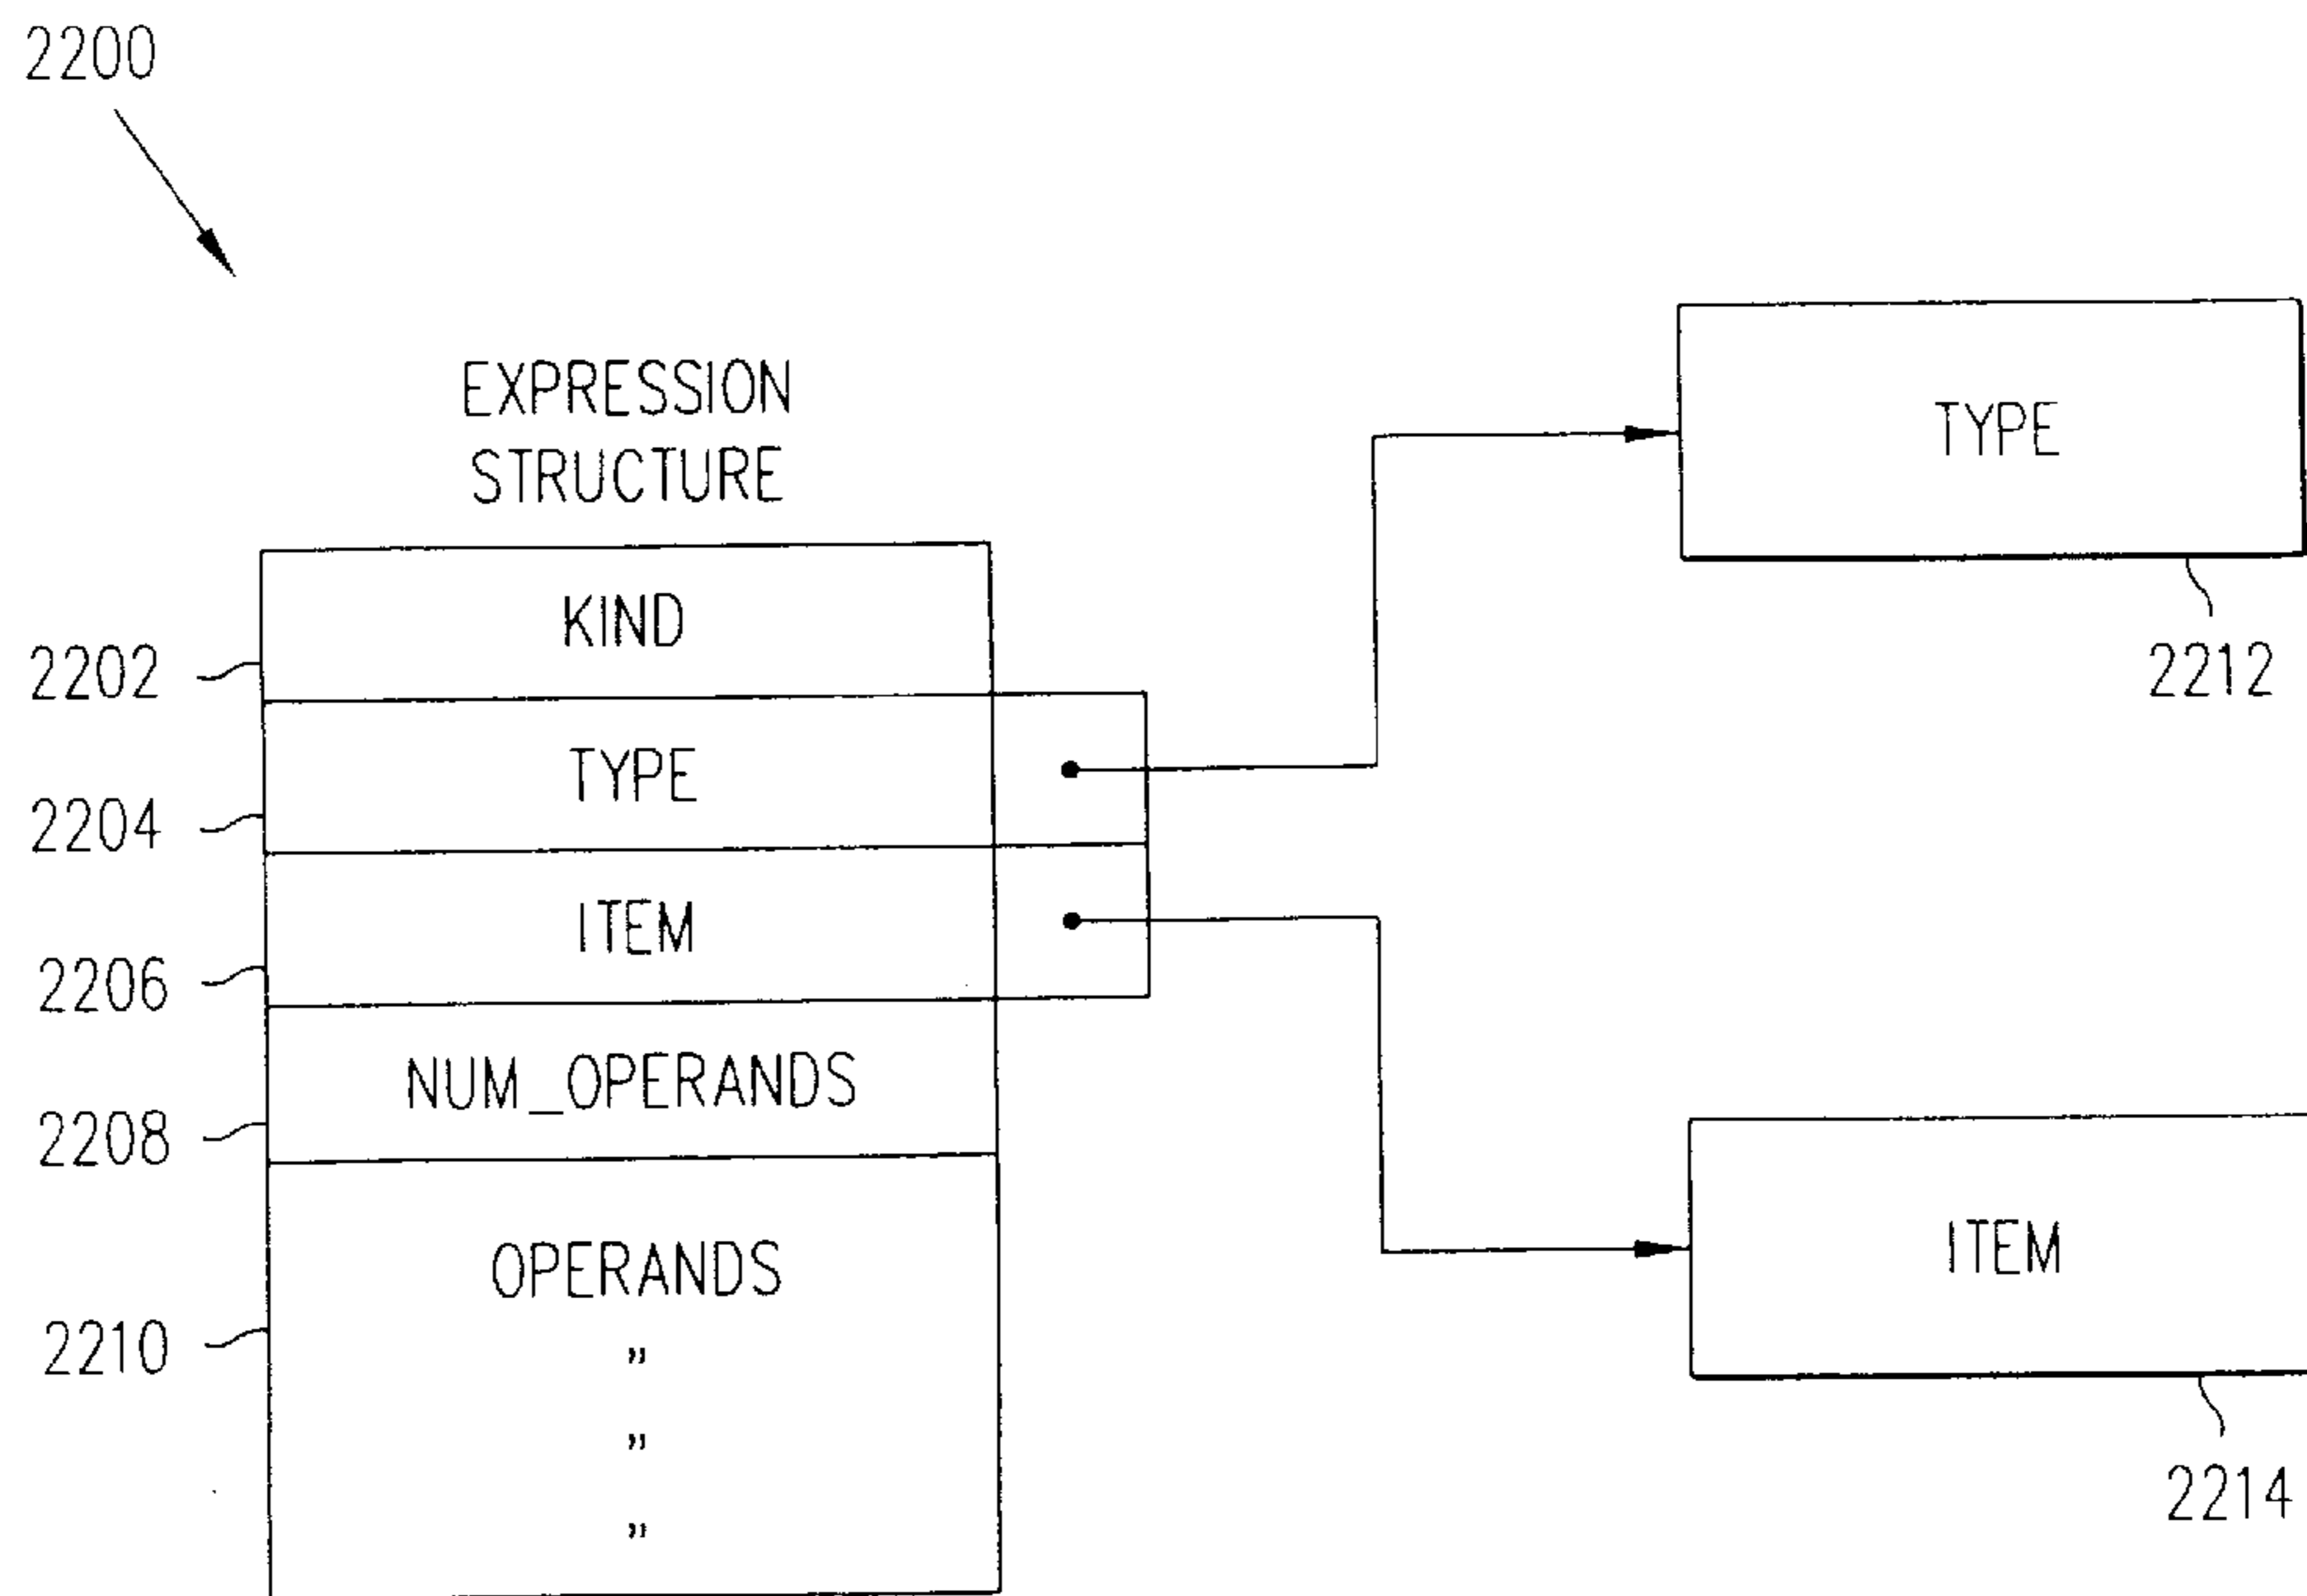 2200
EXPRESSION
STRUCTURE
KIND
2202
TYPE
2204
ITEM
2206
NUM_OPERANDS
2208
OPERANDS
2210
”
”
”
TYPE
2212
ITEM
2214